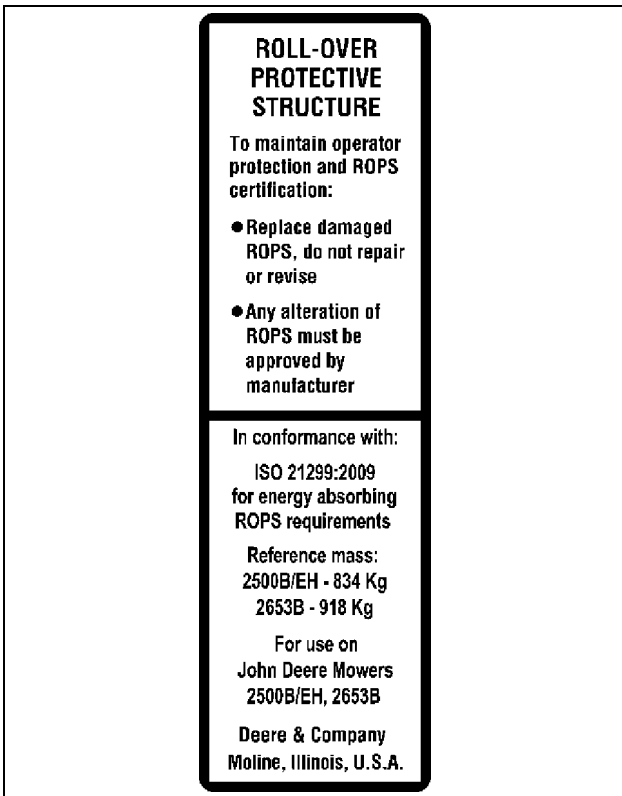 ROLL-OVER
PROTECTIVE
STRUCTURE
To maintain operator
protection and ROPS
certification:
●Replace damaged
ROPS, do not repair
or revise
●Any alteration of
ROPS must be
approved by
manufacturer
In conformance with:
ISO 21299:2009
for energy absorbing
ROPS requirements
Reference mass:
2500B/EH - 834 Kg
2653B - 918 Kg
For use on
John Deere Mowers
2500B/EH, 2653B
Deere & Company
Moline, Illinois, U.S.A.